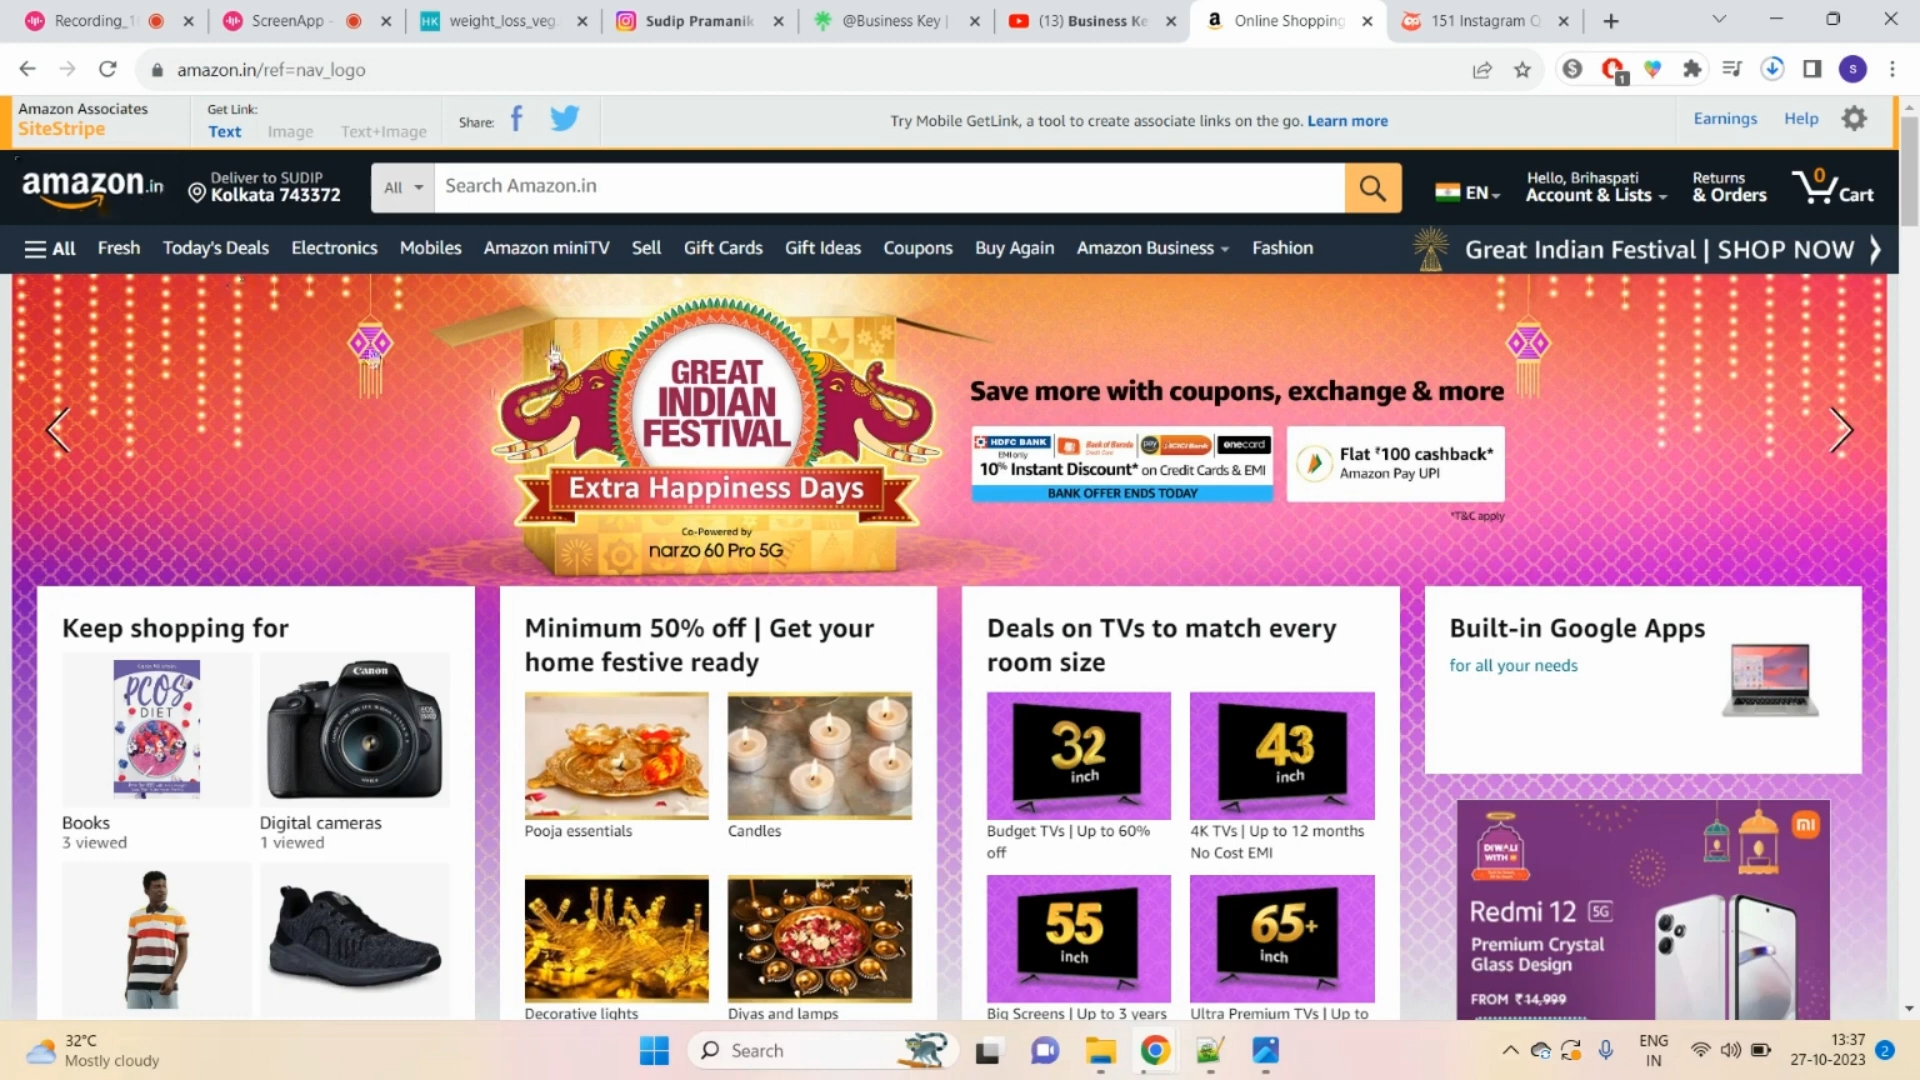 Recording_1
ScreenApp -
weight_loss_veg
Sudip Pramanik
@Business Key |
(13) Business Ke
Online Shopping
151 Instagram Q
amazon.in/ref=nav_logo
S
1
s
Amazon Associates
SiteStripe
Get Link:
Text Image Text+Image
Share:
Try Mobile GetLink, a tool to create associate links on the go. Learn more
Earnings Help
amazon.in
Deliver to SUDIP
Kolkata 743372
All
Search Amazon.in
EN
Hello, Brihaspati
Account & Lists
Returns
& Orders
0
Cart
All Fresh Today's Deals Electronics Mobiles Amazon miniTV Sell Gift Cards Gift Ideas Coupons Buy Again Amazon Business Fashion
Great Indian Festival | SHOP NOW
GREAT
INDIAN
FESTIVAL
Extra Happiness Days
Co-Powered by
narzo 60 Pro 5G
Save more with coupons, exchange & more
HDFC BANK
EMI only
Bank of Baroda
Credit Card
pay
ICICI Bank
onecard
10% Instant Discount* on Credit Cards & EMI
BANK OFFER ENDS TODAY
Flat ₹100 cashback*
Amazon Pay UPI
*T&C apply
Keep shopping for
PCOS
DIET
Canon
Books
3 viewed
Digital cameras
1 viewed
Minimum 50% off | Get your
home festive ready
Pooja essentials
Candles
Decorative lights
Diyas and lamps
Deals on TVs to match every
room size
32
inch
43
inch
Budget TVs | Up to 60%
off
4K TVs | Up to 12 months
No Cost EMI
55
inch
65+
inch
Big Screens | Up to 3 years
Ultra Premium TVs | Up to
Built-in Google Apps
for all your needs
DIWALI
WITH mi
mi
Redmi 12 5G
Premium Crystal
Glass Design
FROM ₹14,999
32°C
Mostly cloudy
Search
ENG
IN
13:37
27-10-2023
2